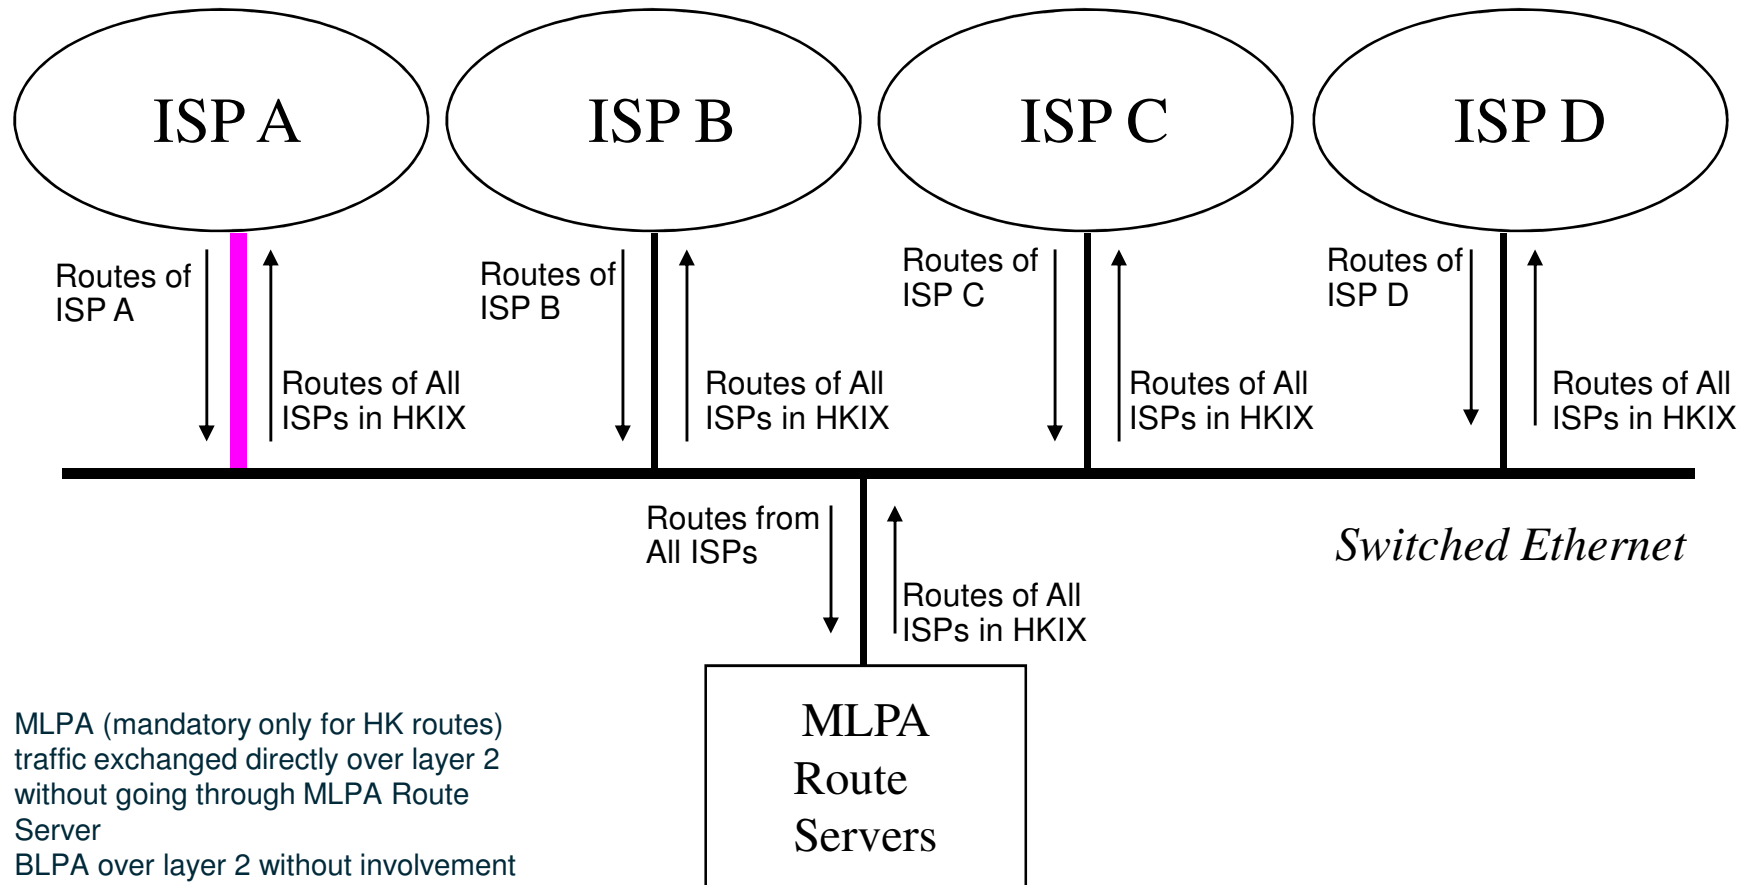 ISP A
ISP B
ISP C
ISP D
Routes of
ISP A
Routes of All
ISPs in HKIX
Routes of
ISP B
Routes of All
ISPs in HKIX
Routes of
ISP C
Routes of All
ISPs in HKIX
Routes of
ISP D
Routes of All
ISPs in HKIX
Routes from
All ISPs
Routes of All
ISPs in HKIX
Switched Ethernet
MLPA
Route
Servers
MLPA (mandatory only for HK routes)
traffic exchanged directly over layer 2
without going through MLPA Route
Server
BLPA over layer 2 without involvement